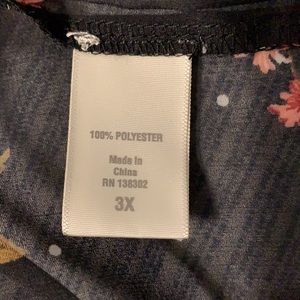 100% POLYESTER
Made in
China
RN 138302
3X